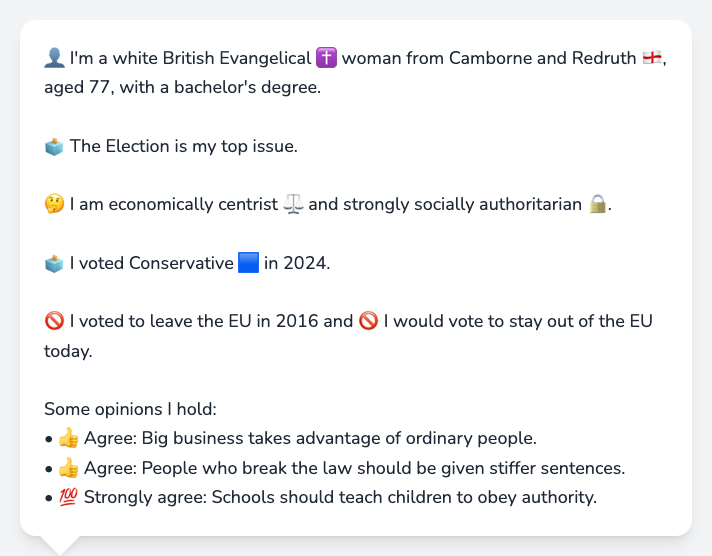 👤 I'm a white British Evangelical ✝️ woman from Camborne and Redruth 🏴󠁧󠁢󠁥󠁮󠁧󠁿,
aged 77, with a bachelor's degree.
🗳️ The Election is my top issue.
🤔 I am economically centrist ⚖️ and strongly socially authoritarian 🔒.
🗳️ I voted Conservative 🟦 in 2024.
🚫 I voted to leave the EU in 2016 and 🚫 I would vote to stay out of the EU
today.
Some opinions I hold:
• 👍 Agree: Big business takes advantage of ordinary people.
• 👍 Agree: People who break the law should be given stiffer sentences.
• 💯 Strongly agree: Schools should teach children to obey authority.